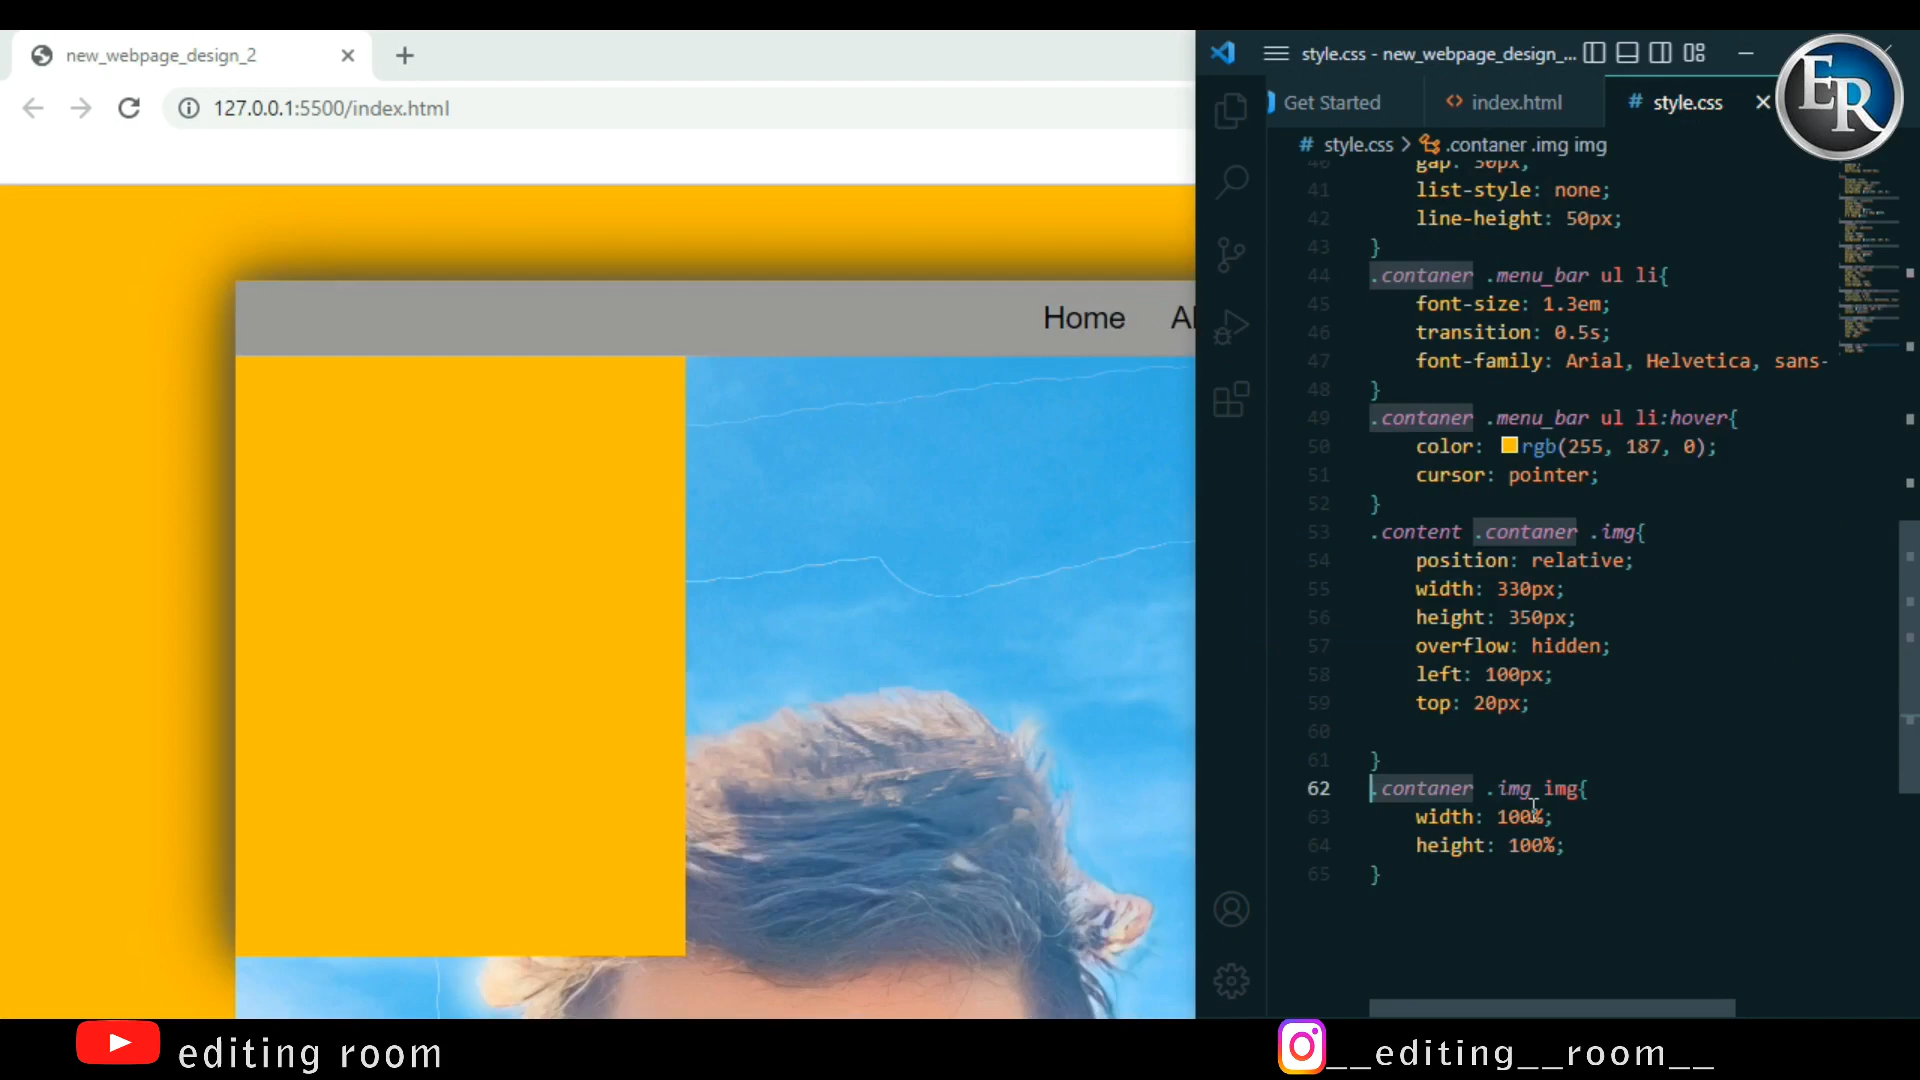 new_webpage_design_2
127.0.0.1:5500/index.html
Home
style.css - new_webpage_design_...
ER
Get Started
index.html
# style.css
# style.css > .contaner .img img
40 gap: 50px;
41 list-style: none;
42 line-height: 50px;
43 }
44 .contaner .menu_bar ul li{
45 font-size: 1.3em;
46 transition: 0.5s;
47 font-family: Arial, Helvetica, sans-
48 }
49 .contaner .menu_bar ul li:hover{
50 color: rgb(255, 187, 0);
51 cursor: pointer;
52 }
53 .content .contaner .img{
54 position: relative;
55 width: 330px;
56 height: 350px;
57 overflow: hidden;
58 left: 100px;
59 top: 20px;
60
61 }
62 .contaner .img img{
63 width: 100%;
64 height: 100%;
65 }
editing room
__editing__room__